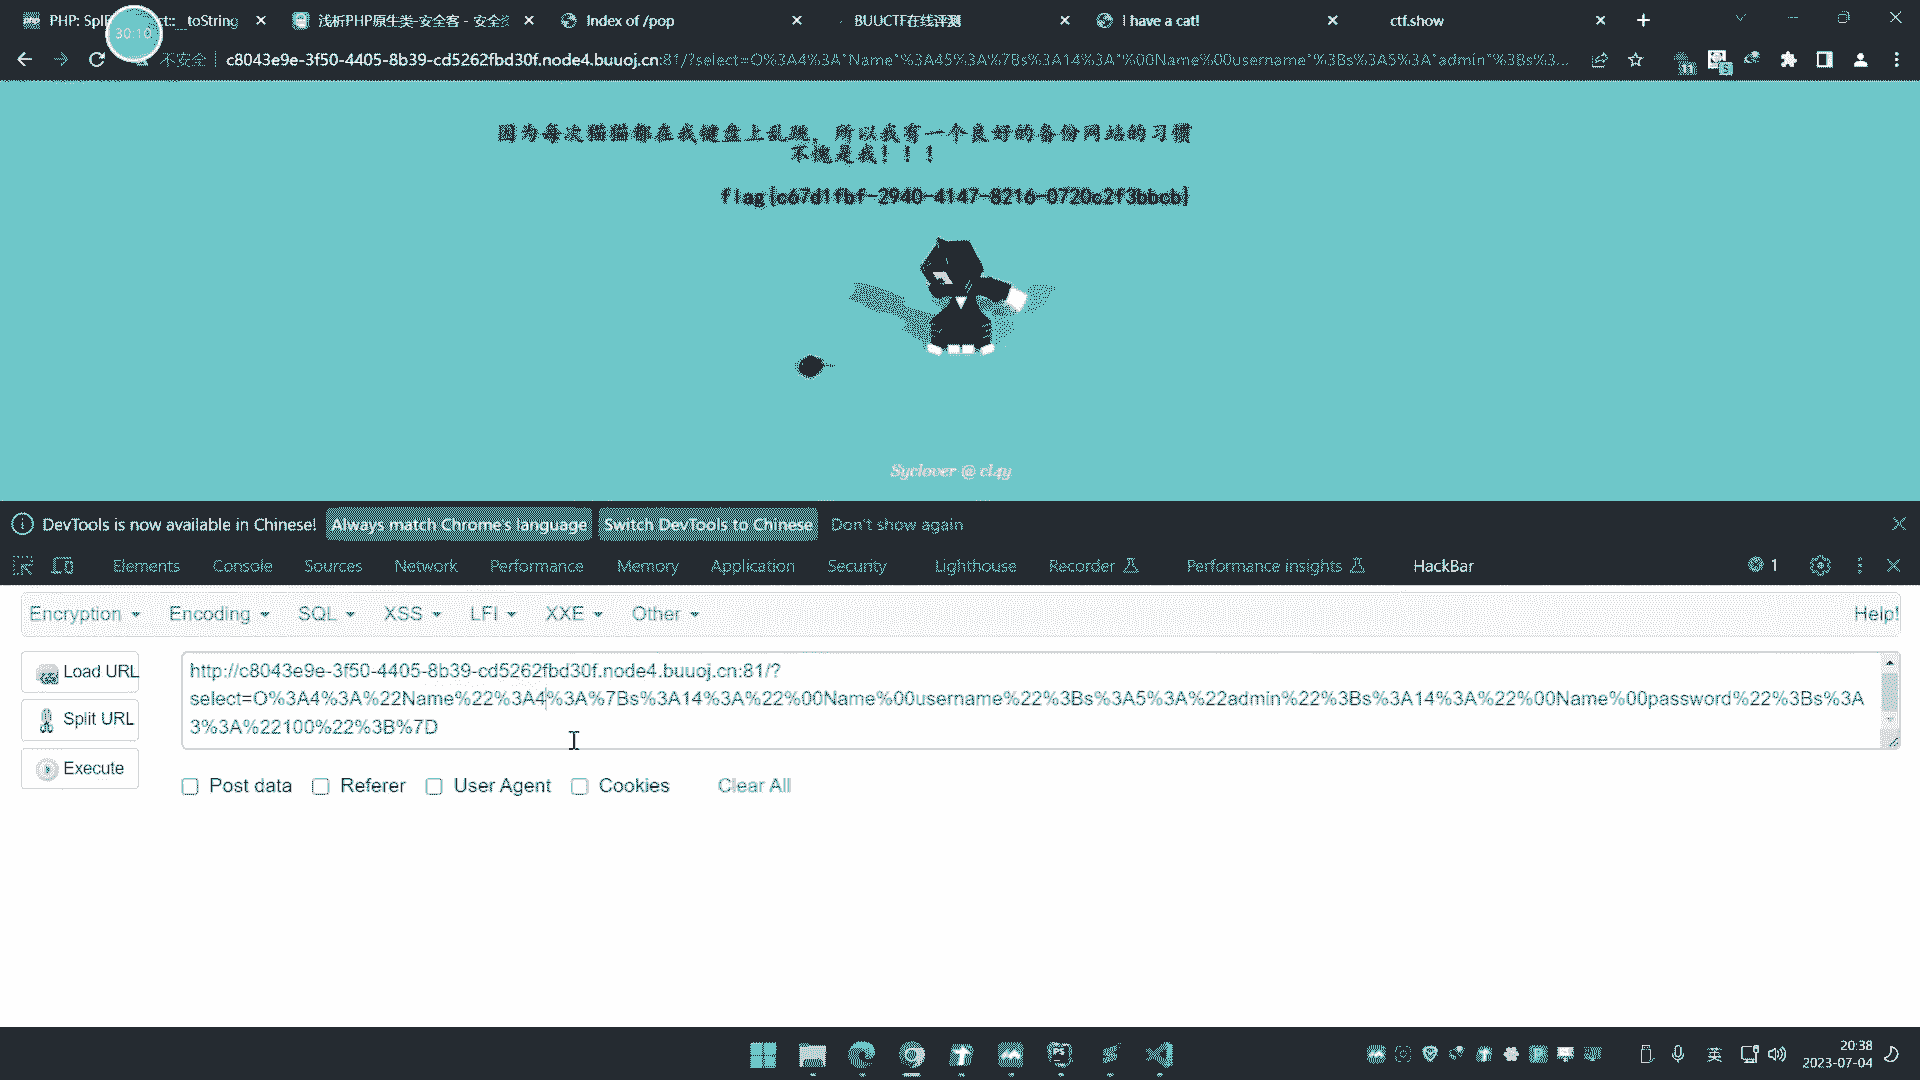 PHP: SplF ect::__toString
浅析PHP原生类-安全客 - 安全
Index of /pop
BUUCTF在线评测
I have a cat!
ctf.show
30:10
不安全
c8043e9e-3f50-4405-8b39-cd5262fbd30f.node4.buuoj.cn:81/?select=O%3A4%3A"Name"%3A45%3A%7Bs%3A14%3A"%00Name%00username"%3Bs%3A5%3A"admin"%3Bs%3...
11
5
因为每次猫猫都在我键盘上乱跳，所以我有一个良好的备份网站的习惯
不愧是我！！！
flag{c67d1fbf-2940-4147-8216-0720c2f3bbcb}
Syclover @ cl4y
DevTools is now available in Chinese!
Always match Chrome's language
Switch DevTools to Chinese
Don't show again
Elements
Console
Sources
Network
Performance
Memory
Application
Security
Lighthouse
Recorder
Performance insights
HackBar
1
Encryption
Encoding
SQL
XSS
LFI
XXE
Other
Help!
Load URL
Split URL
Execute
http://c8043e9e-3f50-4405-8b39-cd5262fbd30f.node4.buuoj.cn:81/?
select=O%3A4%3A%22Name%22%3A4%3A%7Bs%3A14%3A%22%00Name%00username%22%3Bs%3A5%3A%22admin%22%3Bs%3A14%3A%22%00Name%00password%22%3Bs%3A
3%3A%22100%22%3B%7D
Post data
Referer
User Agent
Cookies
Clear All
英
20:38
2023-07-04